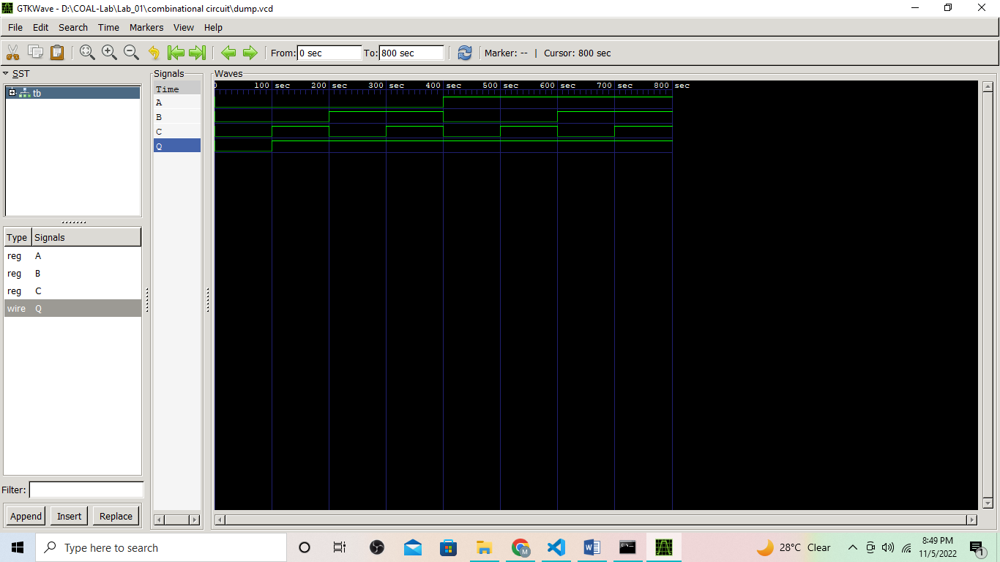 GTKWave - D:\COAL-Lab\Lab_01\combinational circuit\dump.vcd
File Edit Search Time Markers View Help
From: 0 sec To: 800 sec Marker: -- | Cursor: 800 sec
SST
tb
Type Signals
reg A
reg B
reg C
wire Q
Filter:
Append Insert Replace
Signals
Time
A
B
C
Q
Waves
0 100 sec 200 sec 300 sec 400 sec 500 sec 600 sec 700 sec 800 sec
Type here to search
M
28°C Clear
8:49 PM
11/5/2022
1